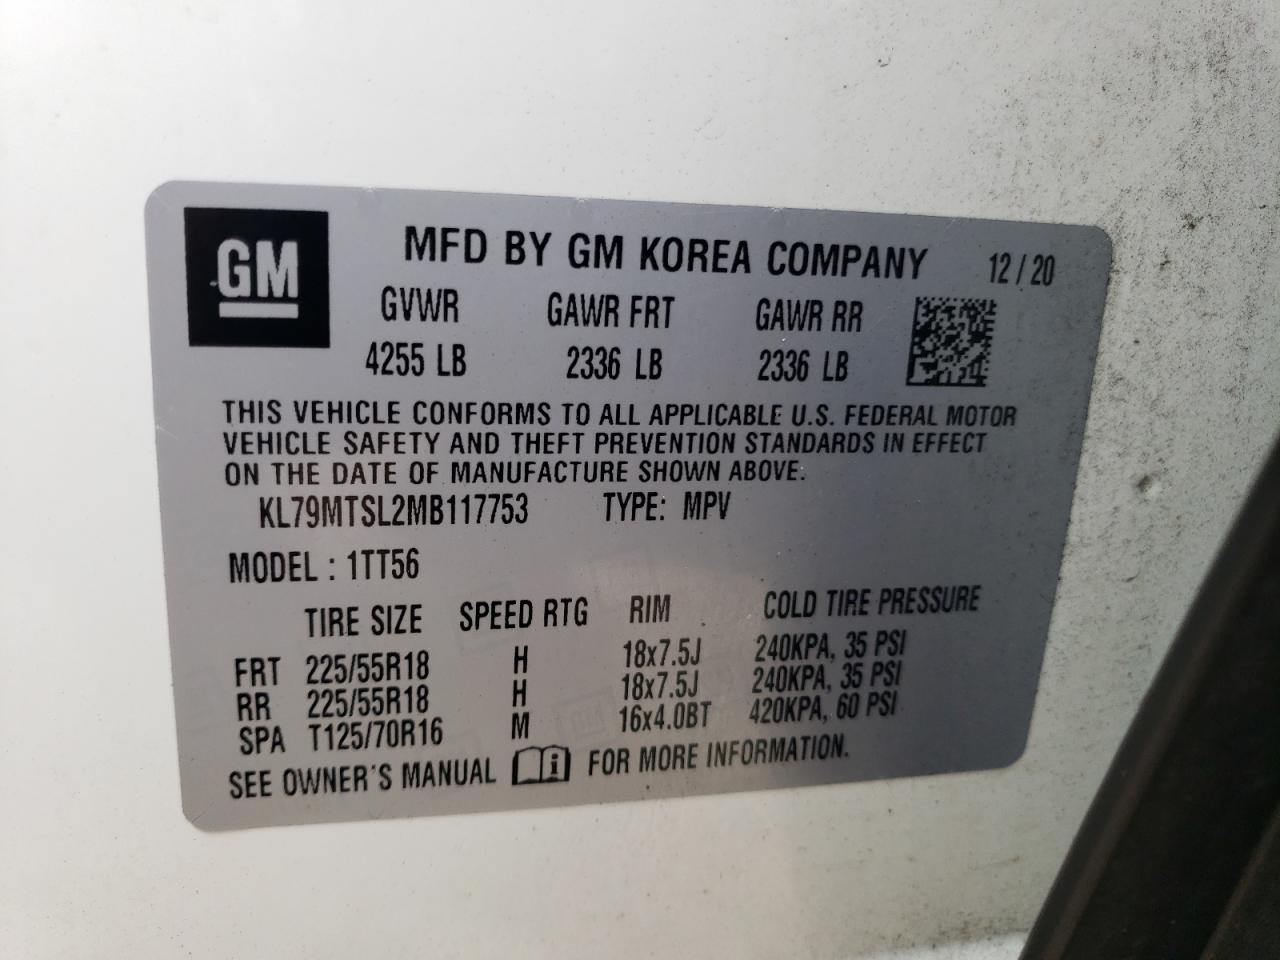 GM
MFD BY GM KOREA COMPANY 12 / 20
GVWR GAWR FRT GAWR RR
4255 LB 2336 LB 2336 LB
THIS VEHICLE CONFORMS TO ALL APPLICABLE U.S. FEDERAL MOTOR
VEHICLE SAFETY AND THEFT PREVENTION STANDARDS IN EFFECT
ON THE DATE OF MANUFACTURE SHOWN ABOVE.
KL79MTSL2MB117753 TYPE: MPV
MODEL : 1TT56
TIRE SIZE SPEED RTG RIM COLD TIRE PRESSURE
FRT 225/55R18 H 18x7.5J 240KPA, 35 PSI
RR 225/55R18 H 18x7.5J 240KPA, 35 PSI
SPA T125/70R16 M 16x4.0BT 420KPA, 60 PSI
SEE OWNER'S MANUAL i FOR MORE INFORMATION.